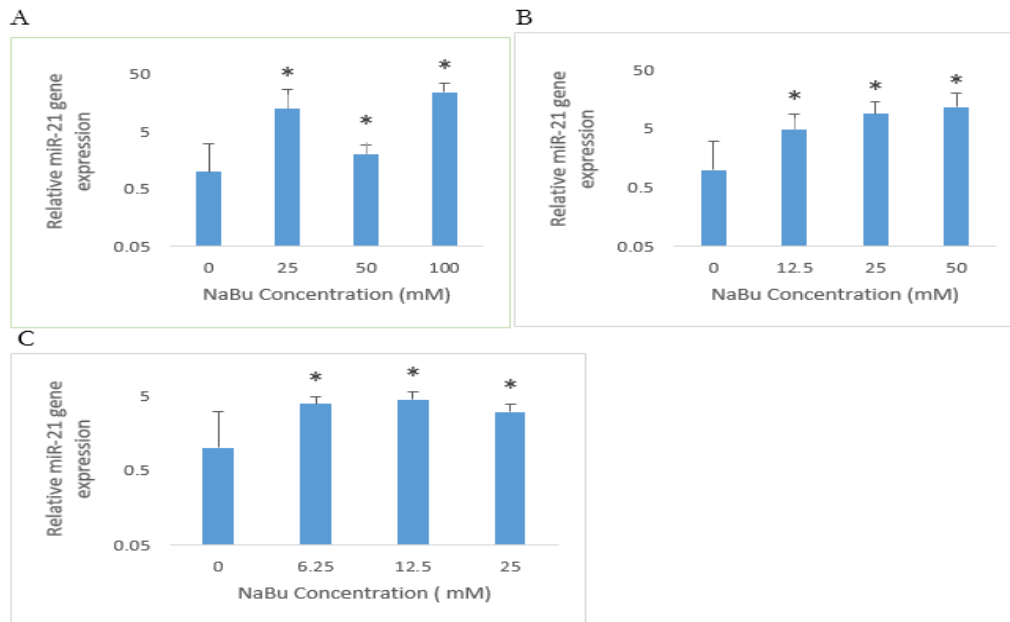 A
Relative miR-21 gene
expression
50
5
0.5
0.05
* * *
0 25 50 100
NaBu Concentration (mM)
B
Relative miR-21 gene
expression
50
5
0.5
0.05
* * *
0 12.5 25 50
NaBu Concentration (mM)
C
Relative miR-21 gene
expression
5
0.5
0.05
* * *
0 6.25 12.5 25
NaBu Concentration ( mM)